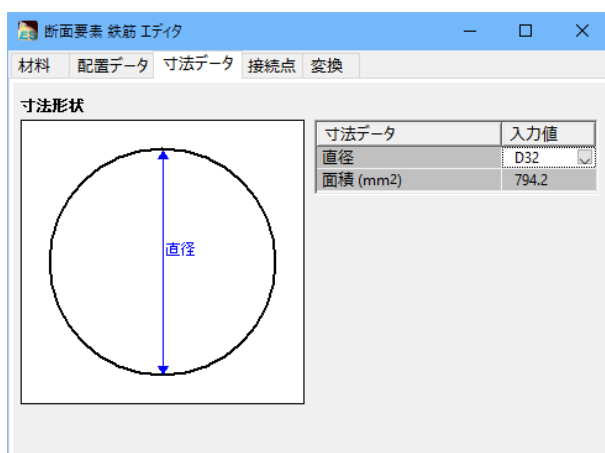 断面要素 鉄筋 エディタ
材料 配置データ 寸法データ 接続点 変換
寸法形状
寸法データ 入力値
直径 D32
面積 (mm2) 794.2
直径